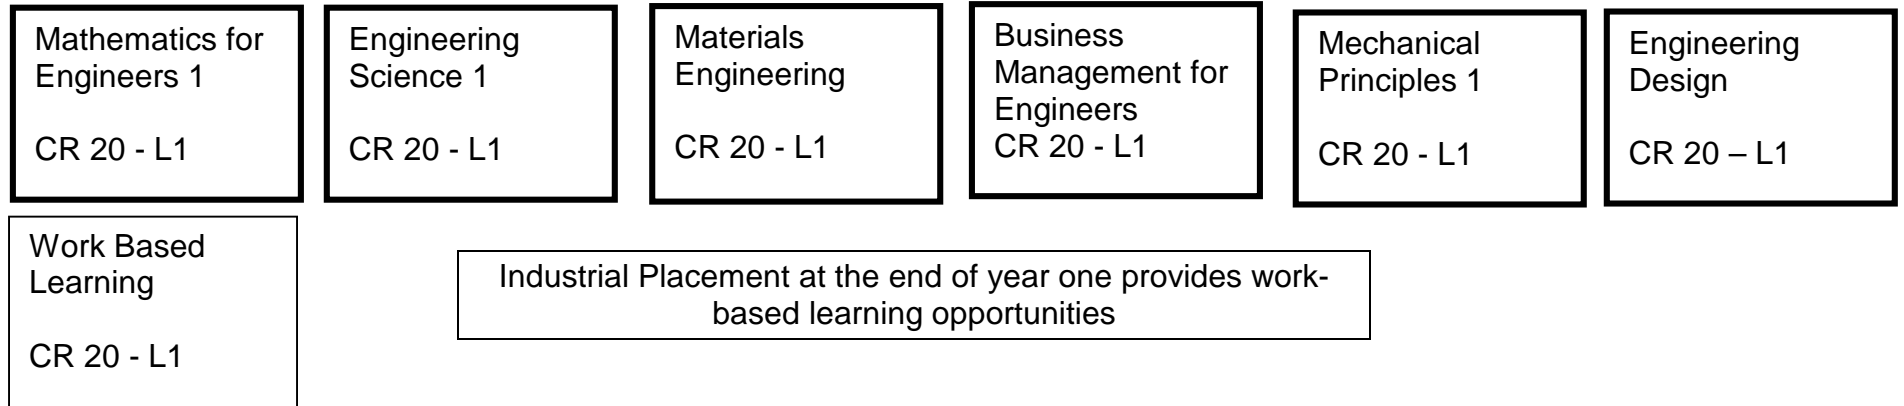 Mathematics for
Engineers 1
CR 20 - L1
Engineering
Science 1
CR 20 - L1
Materials
Engineering
CR 20 - L1
Business
Management for
Engineers
CR 20 - L1
Mechanical
Principles 1
CR 20 - L1
Engineering
Design
CR 20 – L1
Work Based
Learning
CR 20 - L1
Industrial Placement at the end of year one provides work-
based learning opportunities